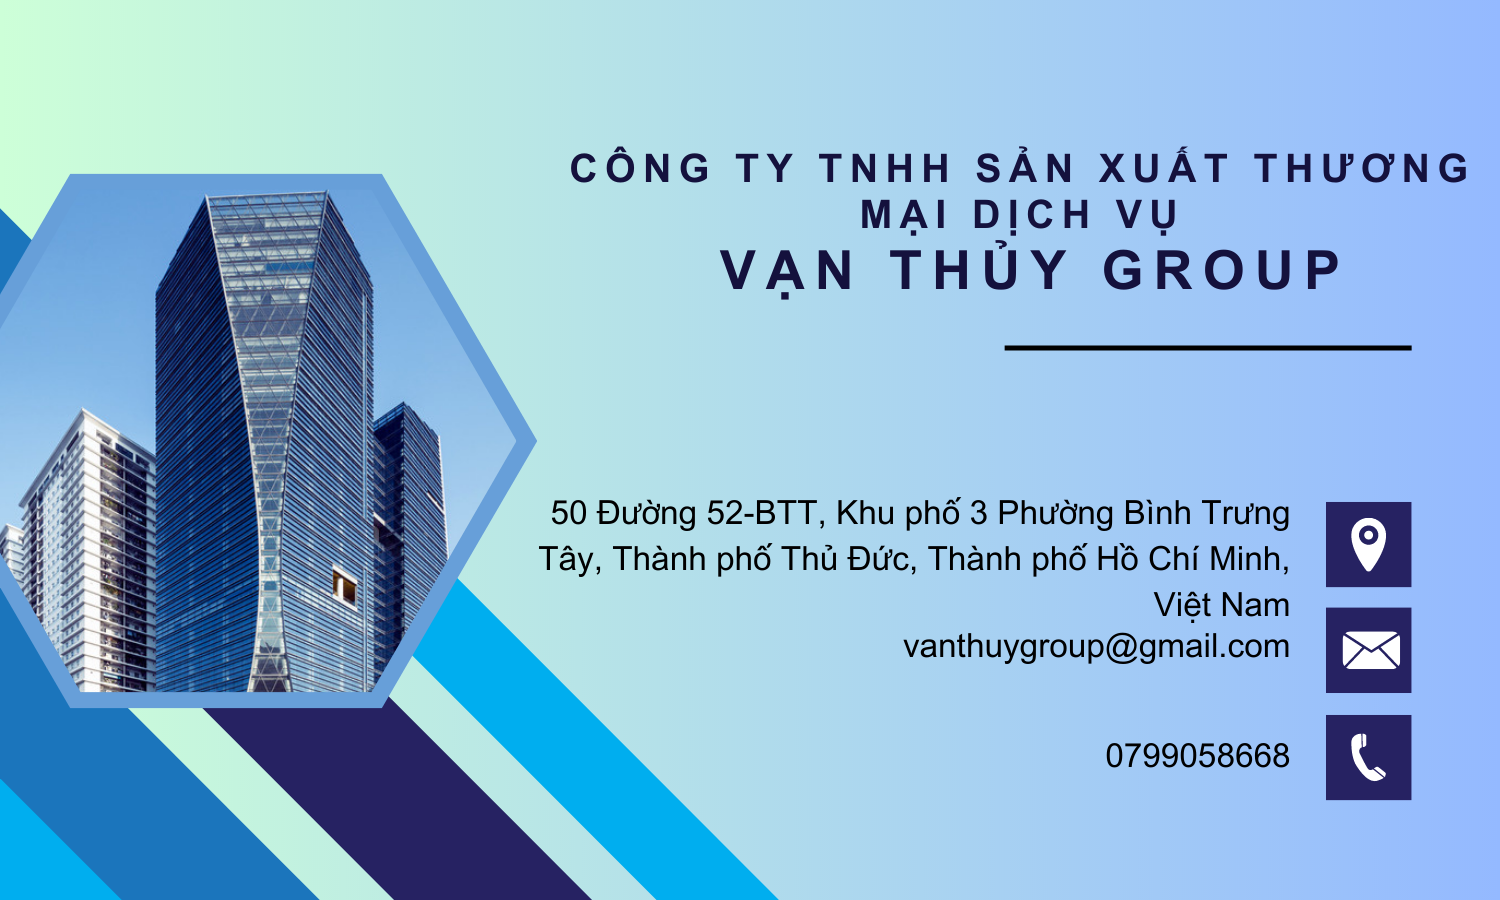 CÔNG TY TNHH SẢN XUẤT THƯƠNG
MẠI DỊCH VỤ
VẠN THỦY GROUP
50 Đường 52-BTT, Khu phố 3 Phường Bình Trưng
Tây, Thành phố Thủ Đức, Thành phố Hồ Chí Minh,
Việt Nam
vanthuygroup@gmail.com
0799058668